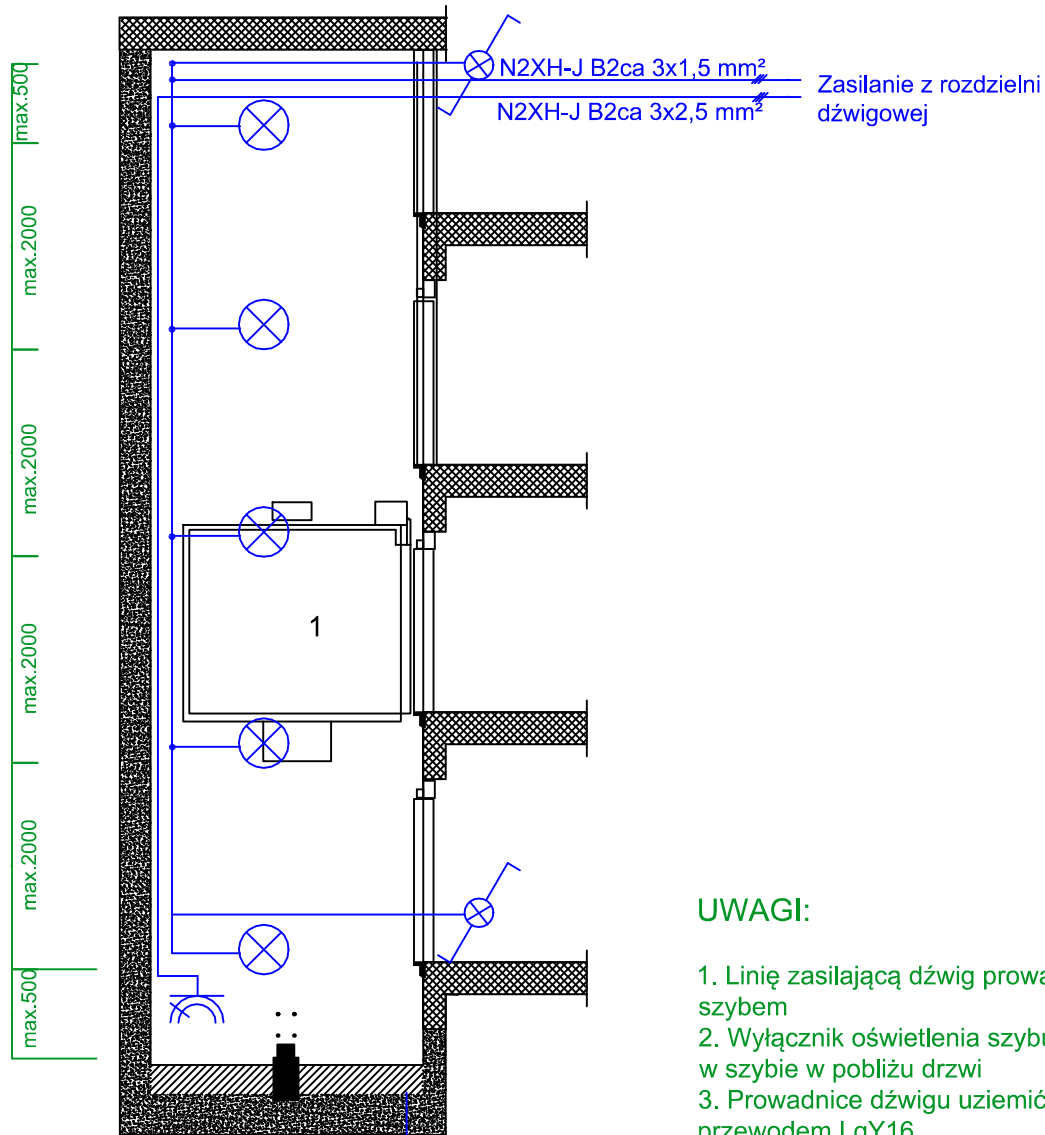 max.500
N2XH-J B2ca 3x1,5 mm²
Zasilanie z rozdzielni
N2XH-J B2ca 3x2,5 mm²
dźwigowej
max.2000
max.2000
1
max.2000
max.2000
max.500
UWAGI:
1. Linię zasilającą dźwig
szybem
2. Wyłącznik oświetlenia
w szybie w pobliżu drzwi
3. Prowadnice dźwigu uziemić
przewodem LgY16